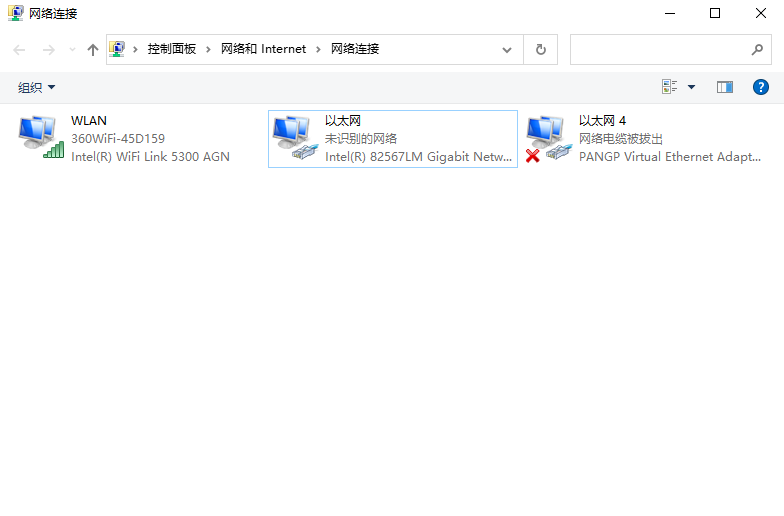 网络连接
控制面板 网络和 Internet 网络连接
组织
WLAN
360WiFi-45D159
Intel(R) WiFi Link 5300 AGN
以太网
未识别的网络
Intel(R) 82567LM Gigabit Netw...
以太网 4
网络电缆被拔出
PANGP Virtual Ethernet Adapt...